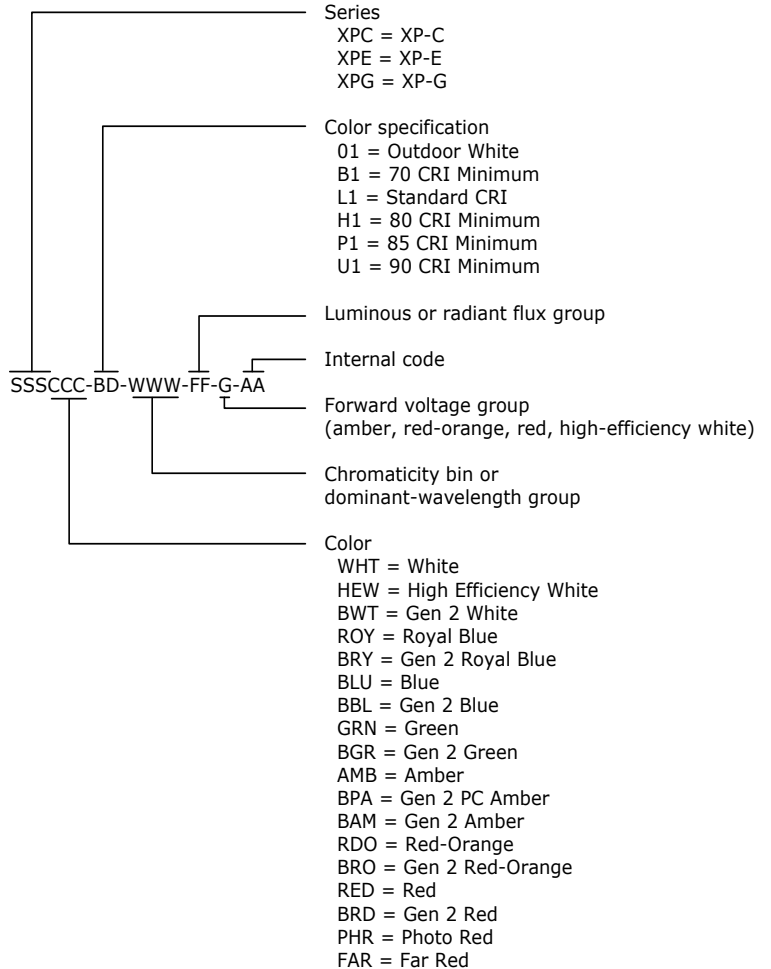 Series
XPC = XP-C
XPE = XP-E
XPG = XP-G
Color specification
01 = Outdoor White
B1 = 70 CRI Minimum
L1 = Standard CRI
H1 = 80 CRI Minimum
P1 = 85 CRI Minimum
U1 = 90 CRI Minimum
Luminous or radiant flux group
Internal code
SSSCCC-BD-WWW-FF-G-AA
Forward voltage group
(amber, red-orange, red, high-efficiency white)
Chromaticity bin or
dominant-wavelength group
Color
WHT = White
HEW = High Efficiency White
BWT = Gen 2 White
ROY = Royal Blue
BRY = Gen 2 Royal Blue
BLU = Blue
BBL = Gen 2 Blue
GRN = Green
BGR = Gen 2 Green
AMB = Amber
BPA = Gen 2 PC Amber
BAM = Gen 2 Amber
RDO = Red-Orange
BRO = Gen 2 Red-Orange
RED = Red
BRD = Gen 2 Red
PHR = Photo Red
FAR = Far Red